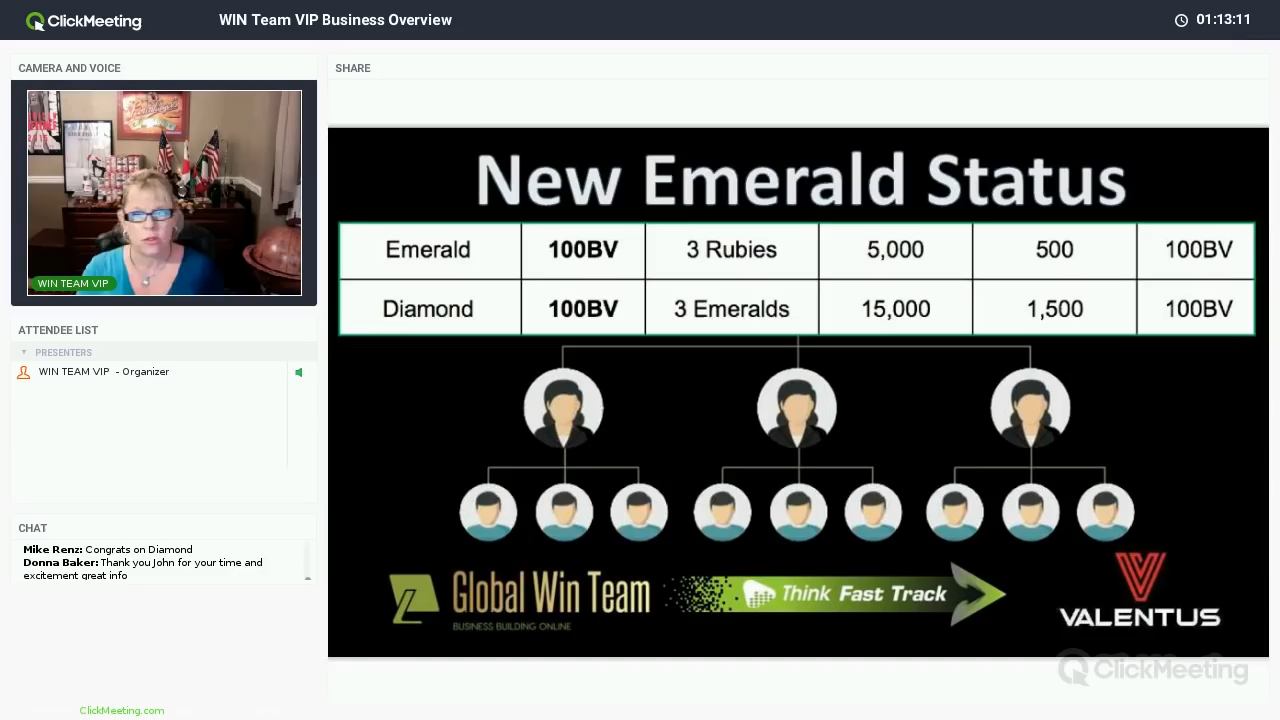 ClickMeeting
WIN Team VIP Business Overview
01:13:11
CAMERA AND VOICE
WIN TEAM VIP
ATTENDEE LIST
PRESENTERS
WIN TEAM VIP - Organizer
CHAT
Mike Renz: Congrats on Diamond
Donna Baker: Thank you John for your time and
excitement great info
ClickMeeting.com
SHARE
New Emerald Status
Emerald 100BV 3 Rubies 5,000 500 100BV
Diamond 100BV 3 Emeralds 15,000 1,500 100BV
Global Win Team
BUSINESS BUILDING ONLINE
Think Fast Track
VALENTUS
ClickMeeting